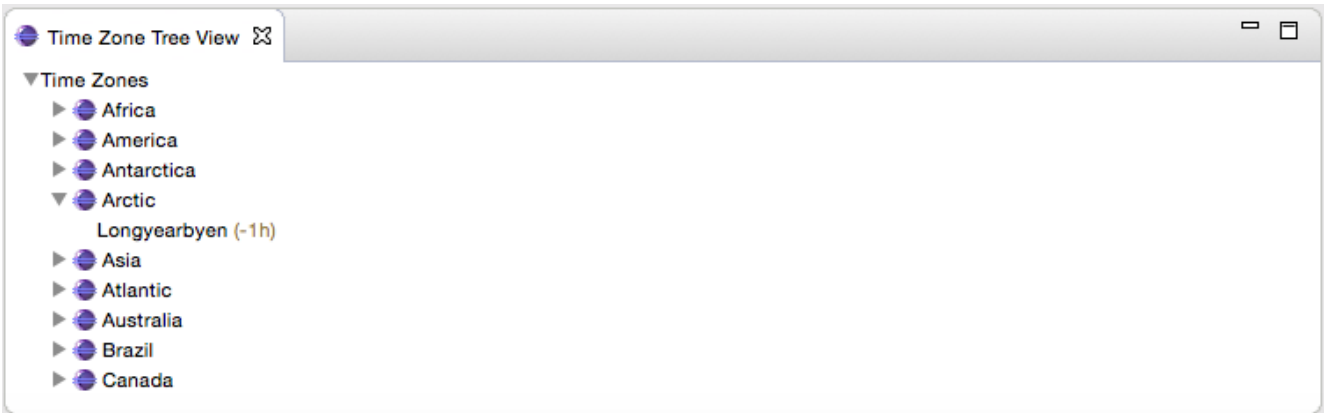 Time Zone Tree View
Time Zones
Africa
America
Antarctica
Arctic
Longyearbyen (-1h)
Asia
Atlantic
Australia
Brazil
Canada